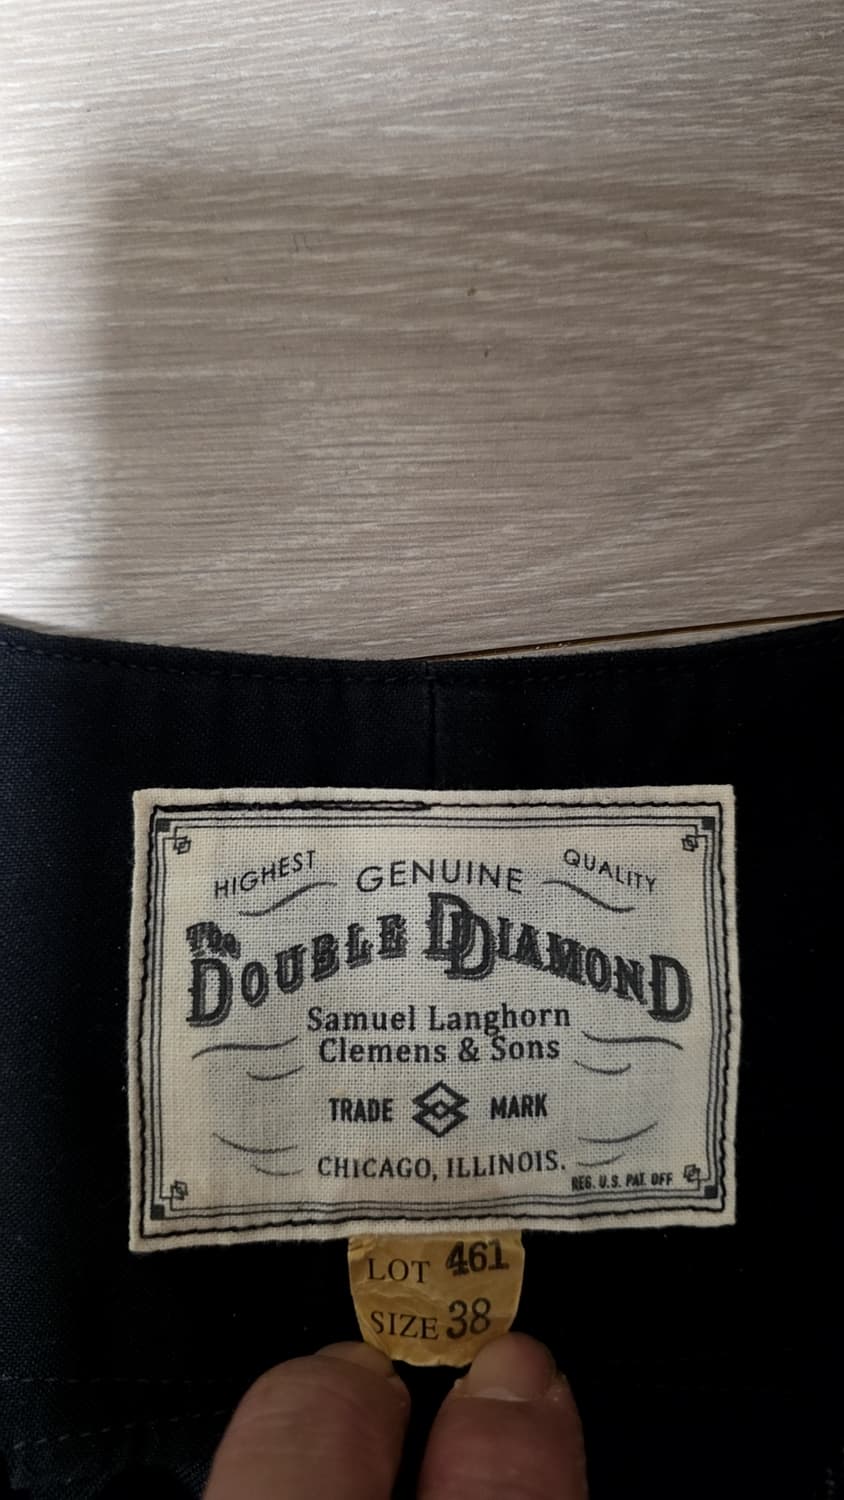 HIGHEST GENUINE QUALITY
The
DOUBLE DDIAMOND
Samuel Langhorn
Clemens & Sons
TRADE MARK
CHICAGO, ILLINOIS.
REG. U.S. PAT. OFF
LOT 461
SIZE 38